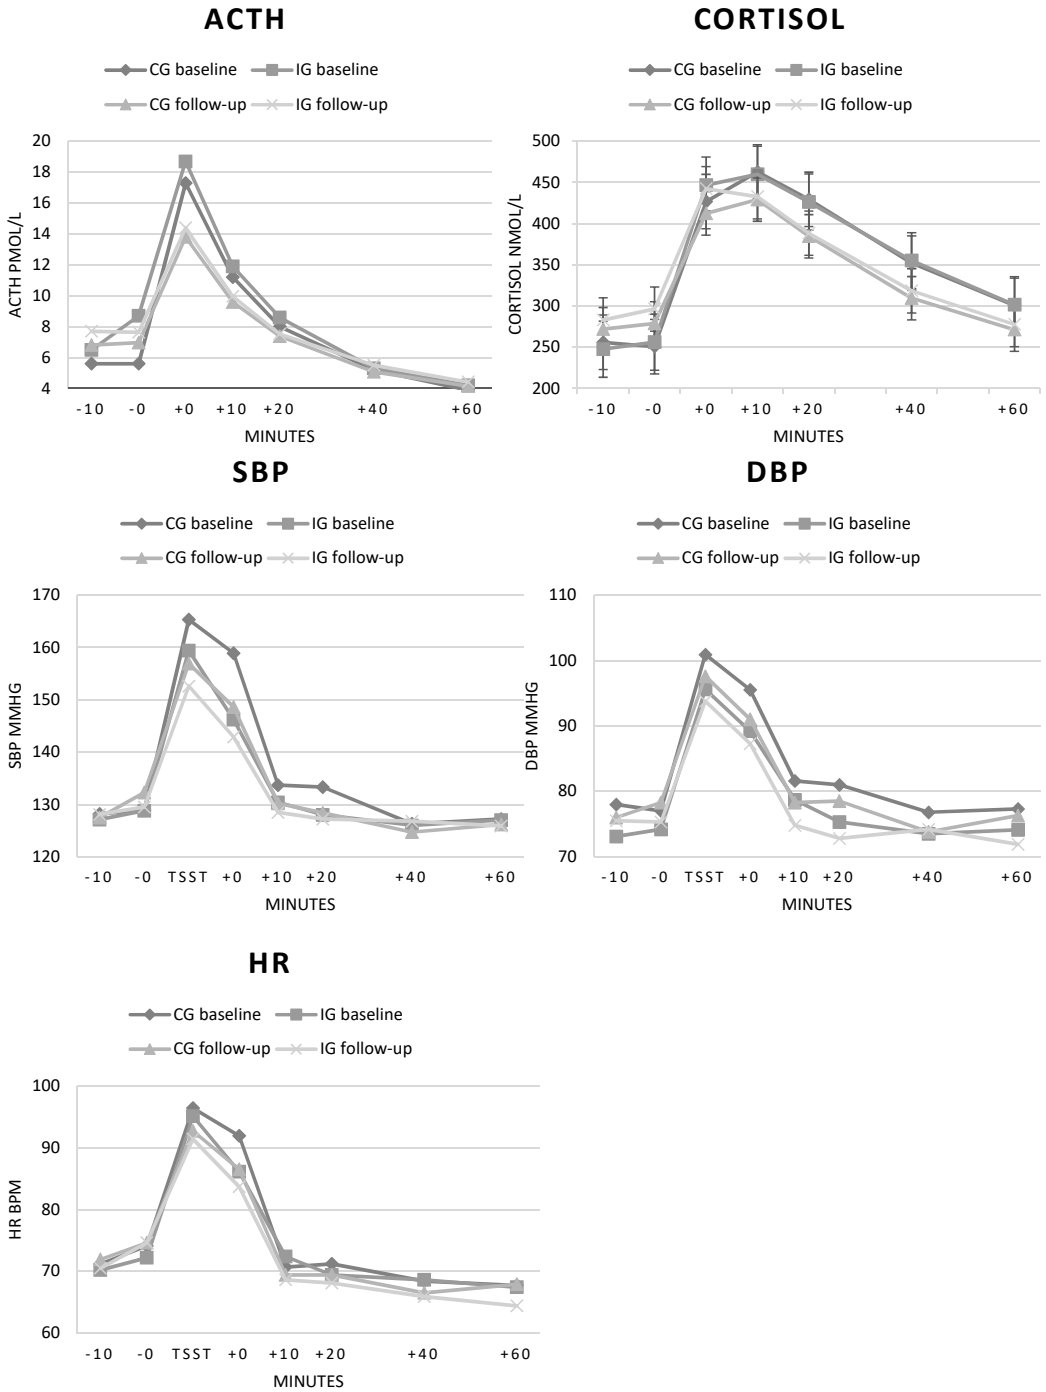 ACTH
CG baseline IG baseline
CG follow-up IG follow-up
20
18
16
14
12
10
8
6
4
ACTH PMOL/L
-10 -0 +0 +10 +20 +40 +60
MINUTES
CORTISOL
CG baseline IG baseline
CG follow-up IG follow-up
500
450
400
350
300
250
200
CORTISOL NMOL/L
-10 -0 +0 +10 +20 +40 +60
MINUTES
SBP
CG baseline IG baseline
CG follow-up IG follow-up
170
160
150
140
130
120
SBP MMHG
-10 -0 TSST +0 +10 +20 +40 +60
MINUTES
DBP
CG baseline IG baseline
CG follow-up IG follow-up
110
100
90
80
70
DBP MMHG
-10 -0 TSST +0 +10 +20 +40 +60
MINUTES
HR
CG baseline IG baseline
CG follow-up IG follow-up
100
90
80
70
60
HR BPM
-10 -0 TSST +0 +10 +20 +40 +60
MINUTES